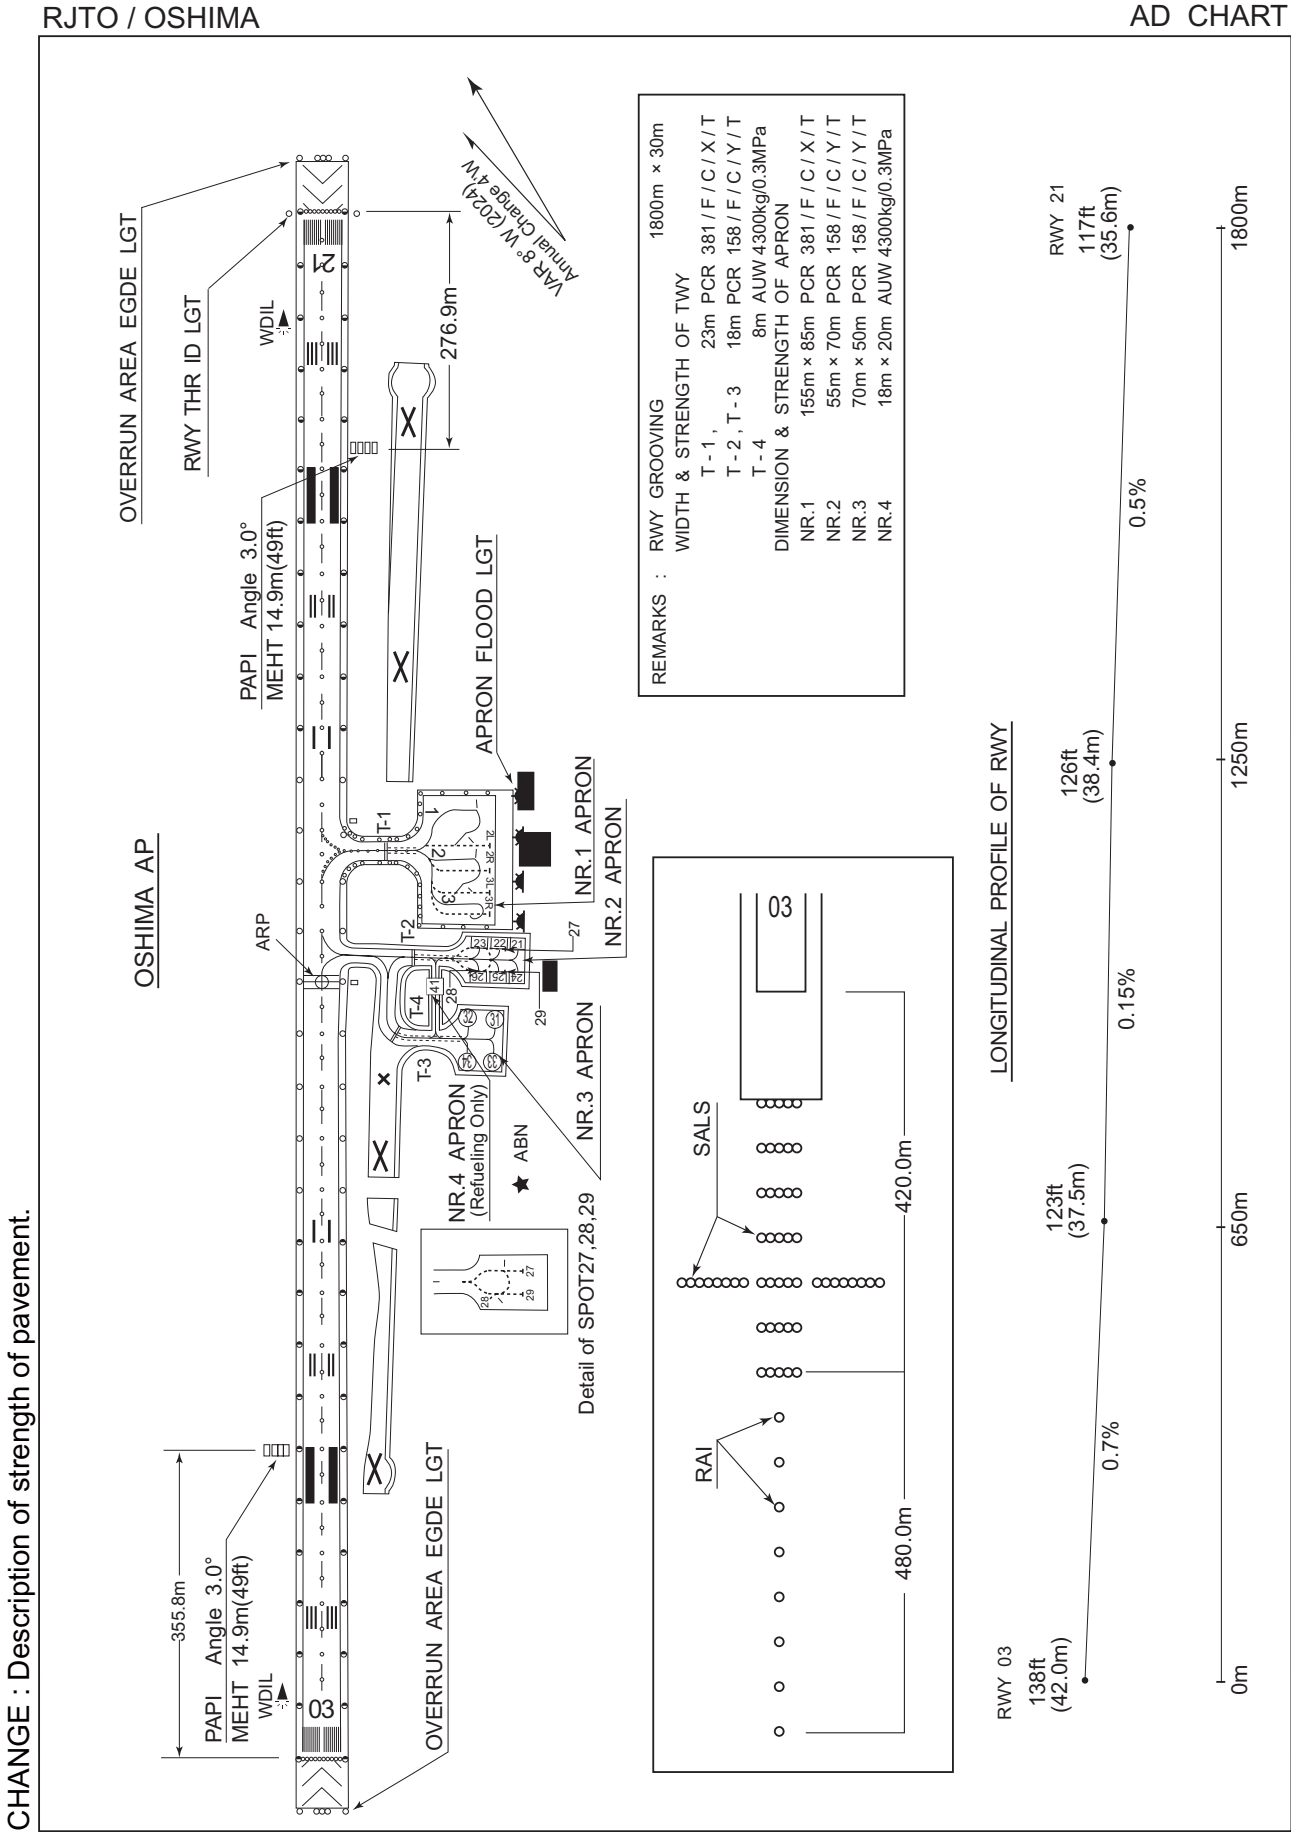 RJTO / OSHIMA
AD CHART
CHANGE : Description of strength of pavement.
OSHIMA AP
OVERRUN AREA EGDE LGT
RWY THR ID LGT
WDIL
PAPI Angle 3.0°
MEHT 14.9m(49ft)
276.9m
VAR 8° W (2024)
Annual Change 4'W
21
ARP
T-1
T-2
T-3
T-4
APRON FLOOD LGT
NR.1 APRON
NR.2 APRON
NR.3 APRON
NR.4 APRON
(Refueling Only)
ABN
1
2
3
2L
2R
3L
3R
23
22
21
26
25
24
27
28
29
41
32
31
34
33
28
29
27
Detail of SPOT27,28,29
355.8m
PAPI Angle 3.0°
MEHT 14.9m(49ft)
WDIL
03
OVERRUN AREA EGDE LGT
REMARKS : RWY GROOVING 1800m × 30m
WIDTH & STRENGTH OF TWY
T - 1 , 23m PCR 381 / F / C / X / T
T - 2 , T - 3 18m PCR 158 / F / C / Y / T
T - 4 8m AUW 4300kg/0.3MPa
DIMENSION & STRENGTH OF APRON
NR.1 155m × 85m PCR 381 / F / C / X / T
NR.2 55m × 70m PCR 158 / F / C / Y / T
NR.3 70m × 50m PCR 158 / F / C / Y / T
NR.4 18m × 20m AUW 4300kg/0.3MPa
03
SALS
RAI
420.0m
480.0m
LONGITUDINAL PROFILE OF RWY
RWY 03
138ft
(42.0m)
0.7%
123ft
(37.5m)
0.15%
126ft
(38.4m)
0.5%
RWY 21
117ft
(35.6m)
0m
650m
1250m
1800m